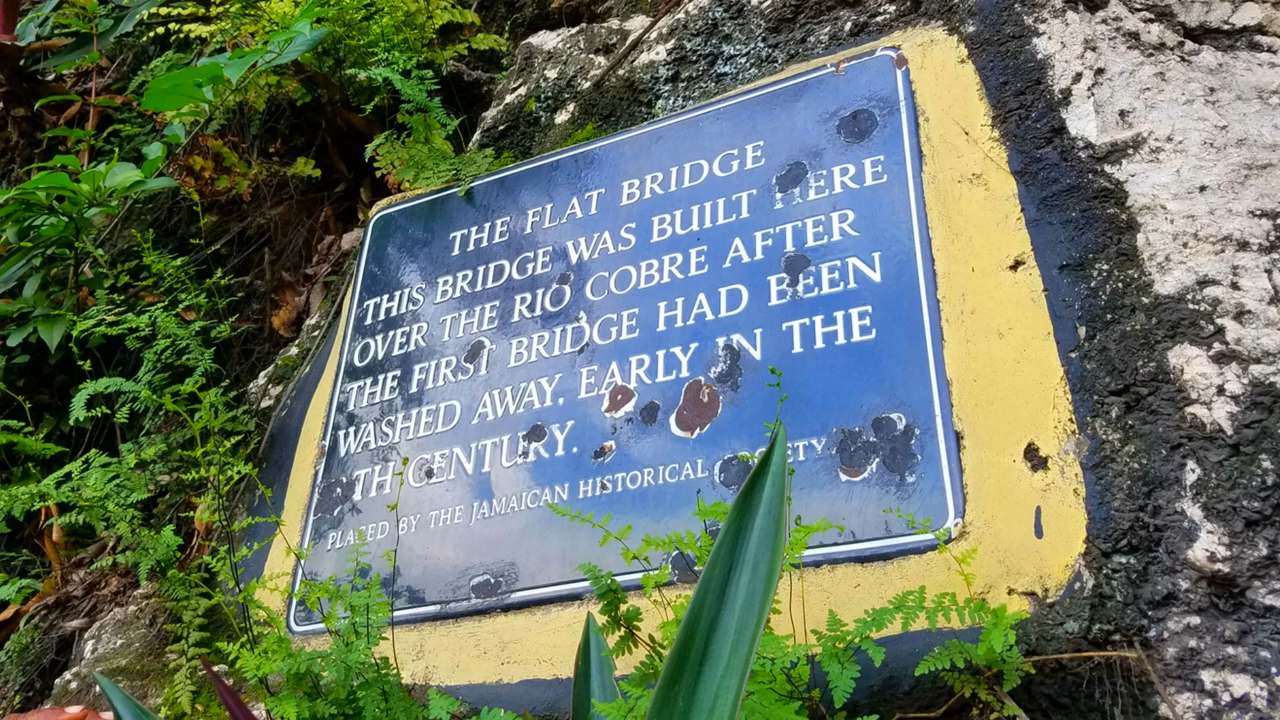 THE FLAT BRIDGE
THIS BRIDGE WAS BUILT HERE
OVER THE RIO COBRE AFTER
THE FIRST BRIDGE HAD BEEN
WASHED AWAY. EARLY IN THE
TH CENTURY.
PLACED BY THE JAMAICAN HISTORICAL SOCIETY